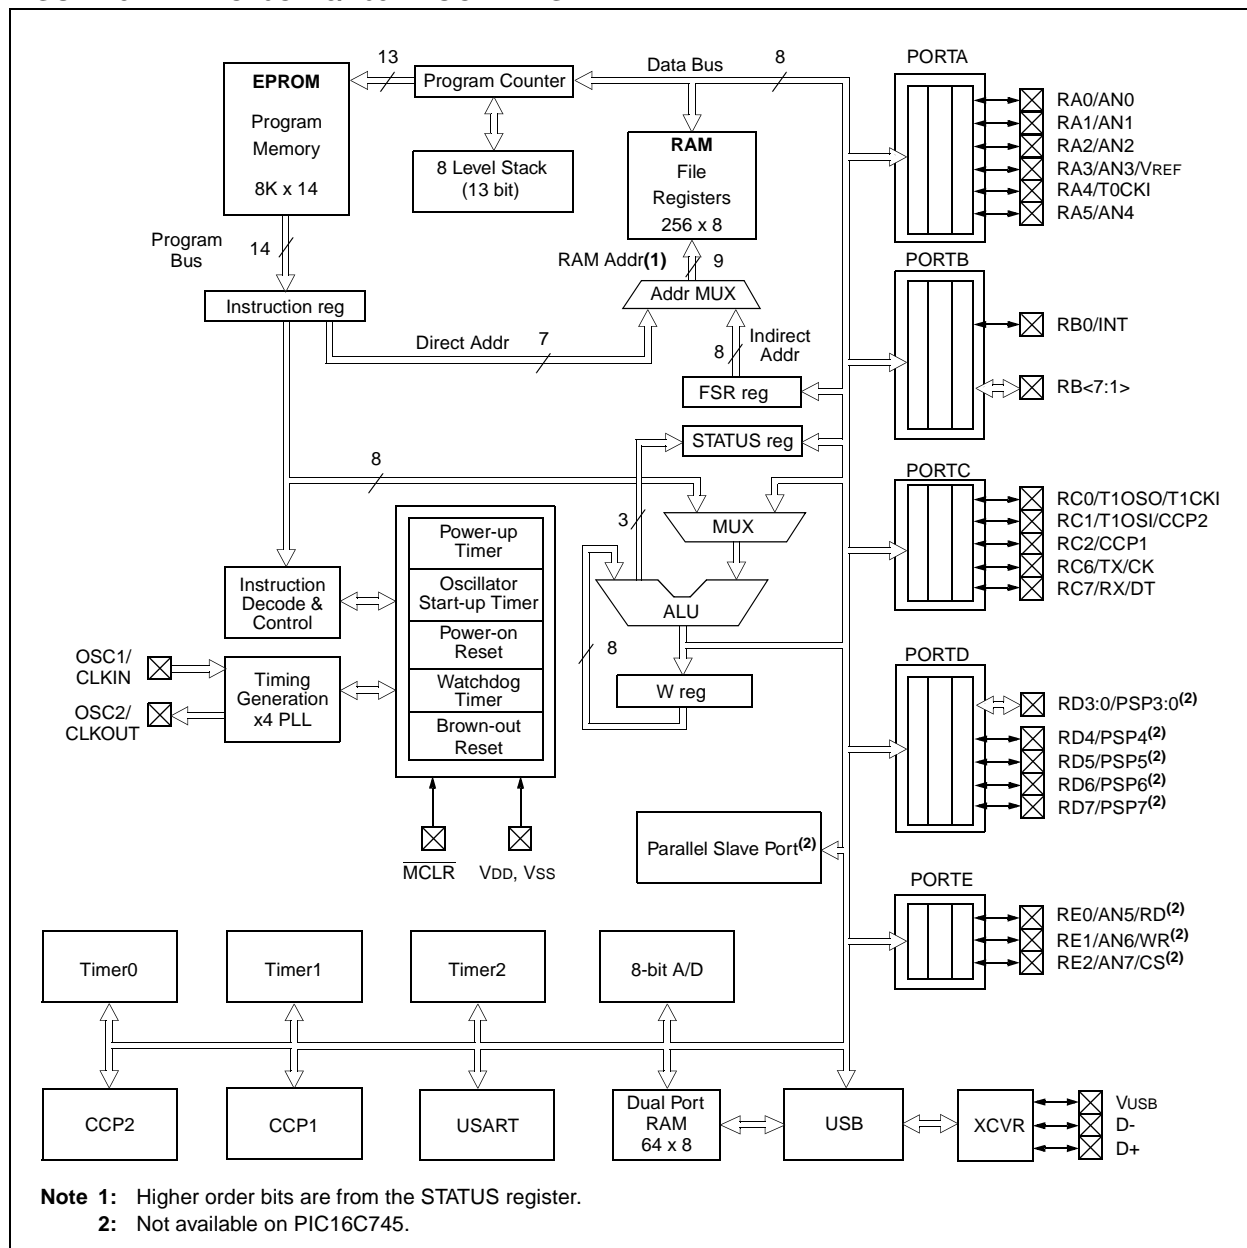 EPROM
Program
Memory
8K x 14
13
Program Counter
8 Level Stack
(13 bit)
Data Bus
8
RAM
File
Registers
256 x 8
Program
Bus
14
RAM Addr(1)
9
Addr MUX
Instruction reg
Direct Addr
7
8
Indirect
Addr
FSR reg
STATUS reg
8
3
MUX
ALU
8
W reg
Power-up
Timer
Oscillator
Start-up Timer
Power-on
Reset
Watchdog
Timer
Brown-out
Reset
Instruction
Decode &
Control
Timing
Generation
x4 PLL
OSC1/
CLKIN
OSC2/
CLKOUT
MCLR
VDD, VSS
Parallel Slave Port(2)
PORTA
RA0/AN0
RA1/AN1
RA2/AN2
RA3/AN3/VREF
RA4/T0CKI
RA5/AN4
PORTB
RB0/INT
RB<7:1>
PORTC
RC0/T1OSO/T1CKI
RC1/T1OSI/CCP2
RC2/CCP1
RC6/TX/CK
RC7/RX/DT
PORTD
RD3:0/PSP3:0(2)
RD4/PSP4(2)
RD5/PSP5(2)
RD6/PSP6(2)
RD7/PSP7(2)
PORTE
RE0/AN5/RD(2)
RE1/AN6/WR(2)
RE2/AN7/CS(2)
Timer0
Timer1
Timer2
8-bit A/D
CCP2
CCP1
USART
Dual Port
RAM
64 x 8
USB
XCVR
VUSB
D-
D+
Note 1: Higher order bits are from the STATUS register.
2: Not available on PIC16C745.